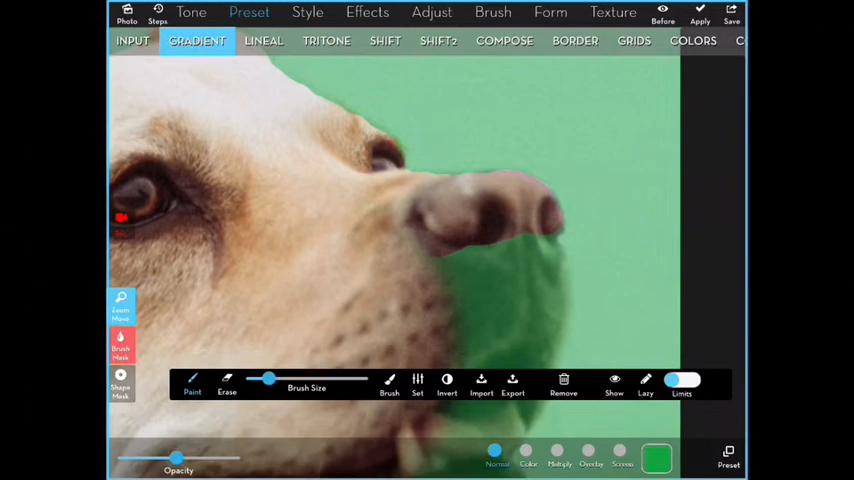 Photo Steps Tone Preset Style Effects Adjust Brush Form Texture Before Apply Save
INPUT GRADIENT LINEAL TRITONE SHIFT SHIFT2 COMPOSE BORDER GRIDS COLORS CO
Zoom
Move
Brush
Mask
Shape
Mask
Paint Erase Brush Size Brush Set Invert Import Export Remove Show Lazy Limits
Opacity Normal Color Multiply Overlay Screen Preset